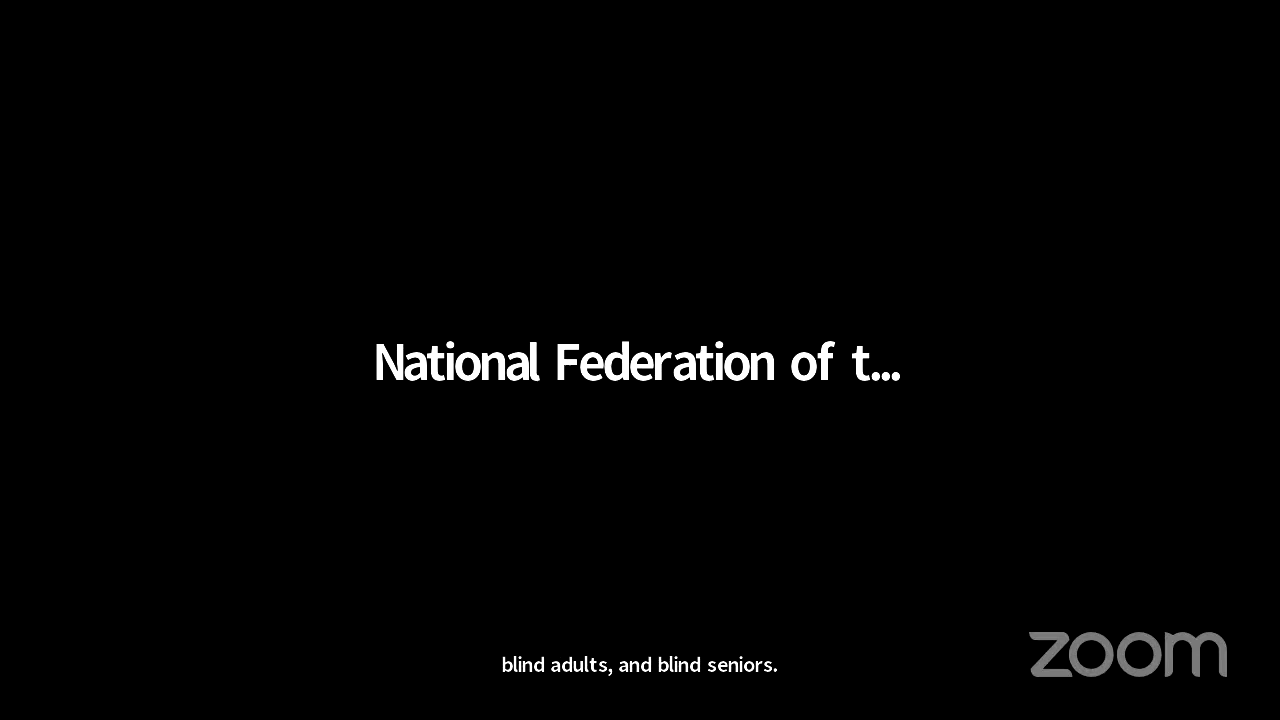 National Federation of t...
blind adults, and blind seniors.
zoom